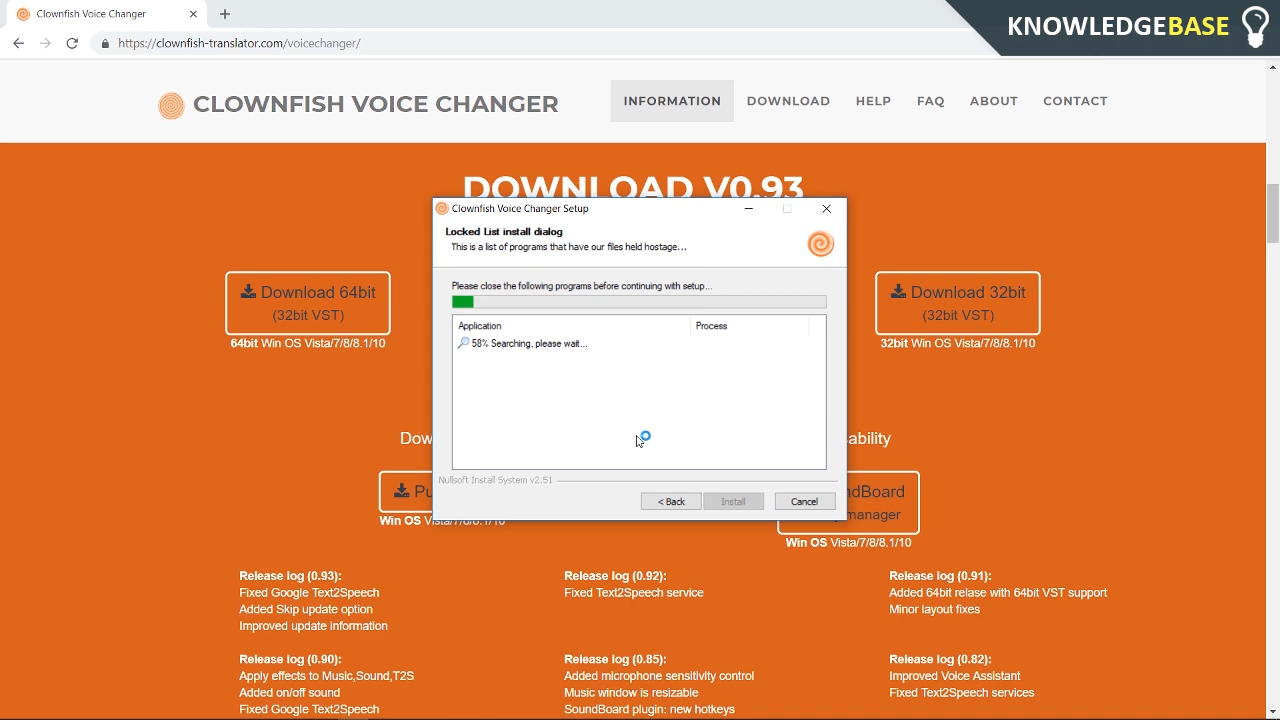 Clownfish Voice Changer
KNOWLEDGEBASE
https://clownfish-translator.com/voicechanger/
CLOWNFISH VOICE CHANGER
INFORMATION
DOWNLOAD
HELP
FAQ
ABOUT
CONTACT
DOWNLOAD V0.93
Clownfish Voice Changer Setup
Locked List install dialog
This is a list of programs that have our files held hostage...
Please close the following programs before continuing with setup...
Application Process
58% Searching, please wait...
Nullsoft Install System v2.51
< Back
Install
Cancel
Download 64bit
(32bit VST)
64bit Win OS Vista/7/8/8.1/10
Download 32bit
(32bit VST)
32bit Win OS Vista/7/8/8.1/10
Win OS Vista/7/8/8.1/10
Win OS Vista/7/8/8.1/10
Release log (0.93):
Fixed Google Text2Speech
Added Skip update option
Improved update information
Release log (0.92):
Fixed Text2Speech service
Release log (0.91):
Added 64bit relase with 64bit VST support
Minor layout fixes
Release log (0.90):
Apply effects to Music,Sound,T2S
Added on/off sound
Fixed Google Text2Speech
Release log (0.85):
Added microphone sensitivity control
Music window is resizable
SoundBoard plugin: new hotkeys
Release log (0.82):
Improved Voice Assistant
Fixed Text2Speech services